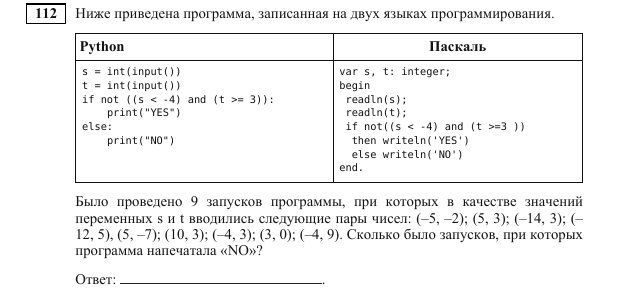 112 Ниже приведена программа, записанная на двух языках программирования.
Python
s = int(input())
t = int(input())
if not ((s < -4) and (t >= 3)):
    print("YES")
else:
    print("NO")
Паскаль
var s, t: integer;
begin
 readln(s);
 readln(t);
 if not((s < -4) and (t >=3 ))
  then writeln('YES')
  else writeln('NO')
end.
Было проведено 9 запусков программы, при которых в качестве значений
переменных s и t вводились следующие пары чисел: (–5, –2); (5, 3); (–14, 3); (–
12, 5), (5, –7); (10, 3); (–4, 3); (3, 0); (–4, 9). Сколько было запусков, при которых
программа напечатала «NO»?
Ответ: ______________________________.